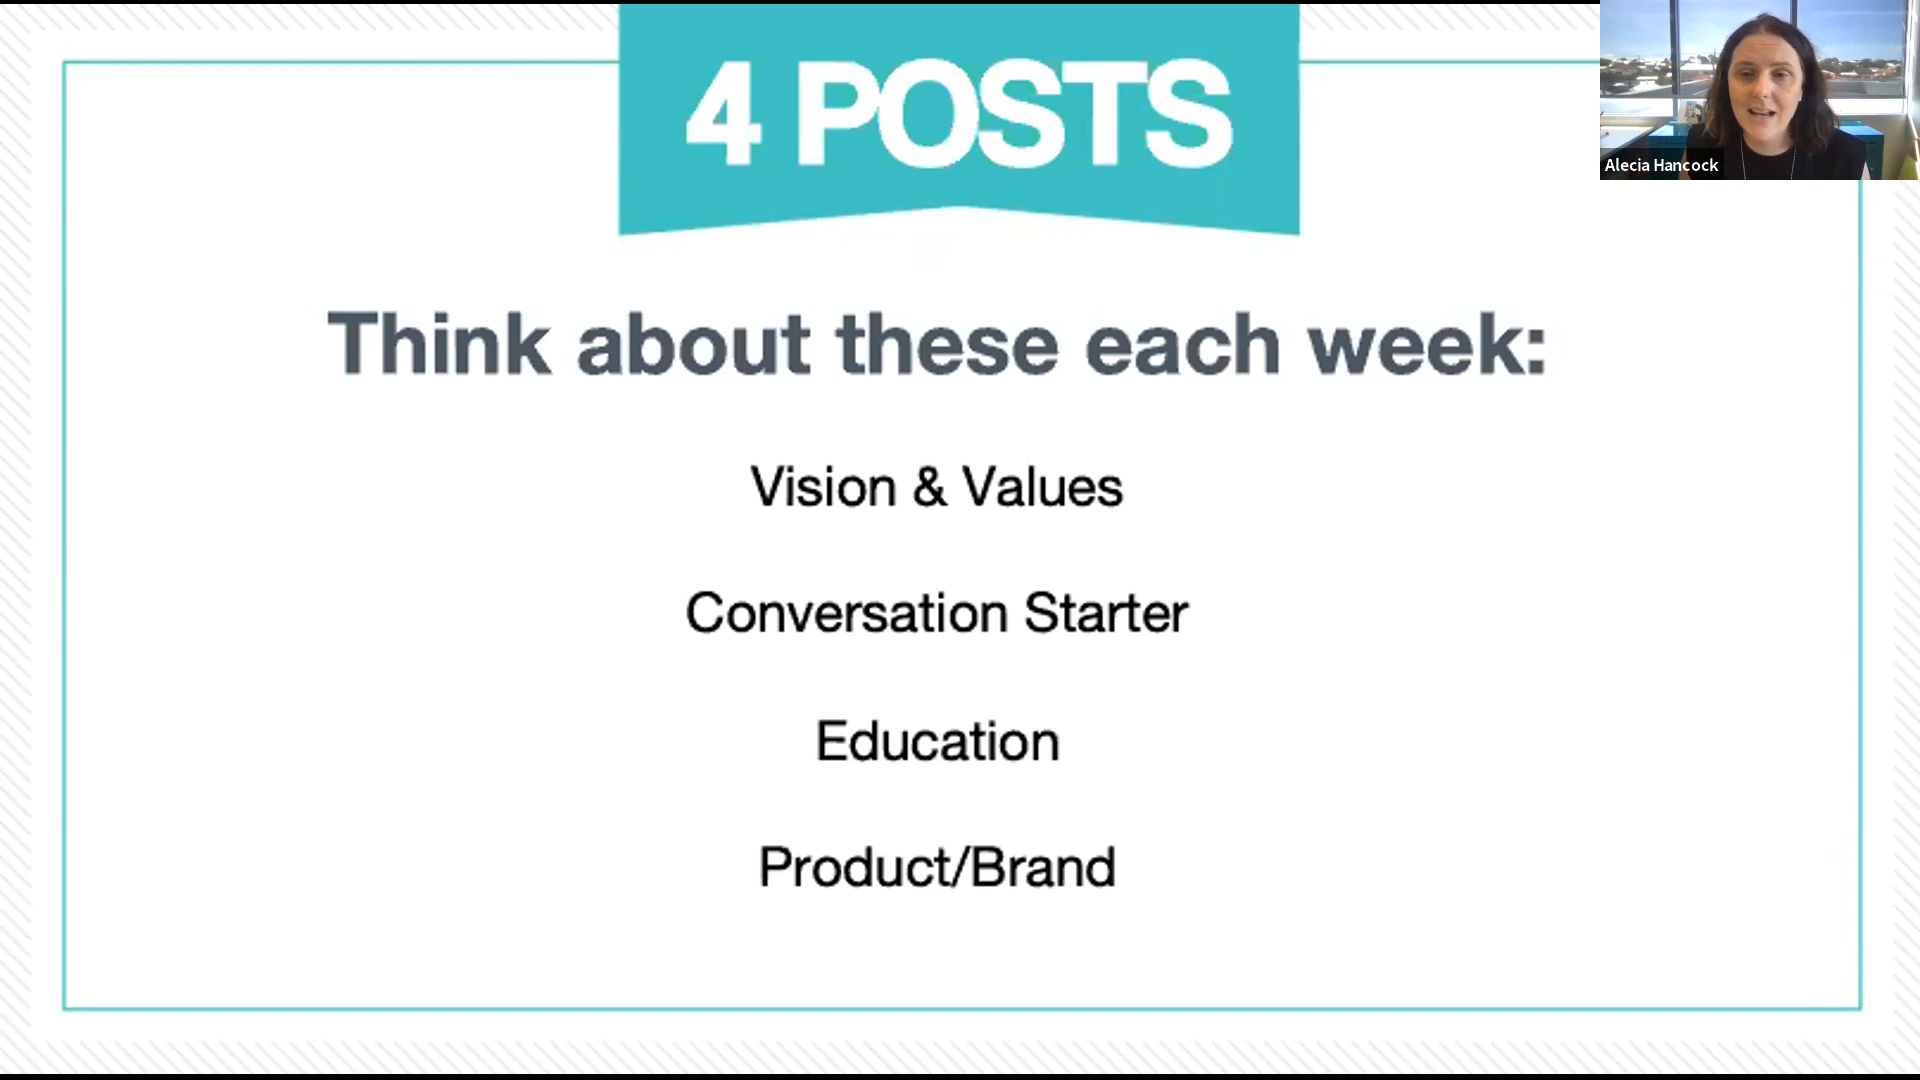 4 POSTS
Alecia Hancock
Think about these each week:
Vision & Values
Conversation Starter
Education
Product/Brand